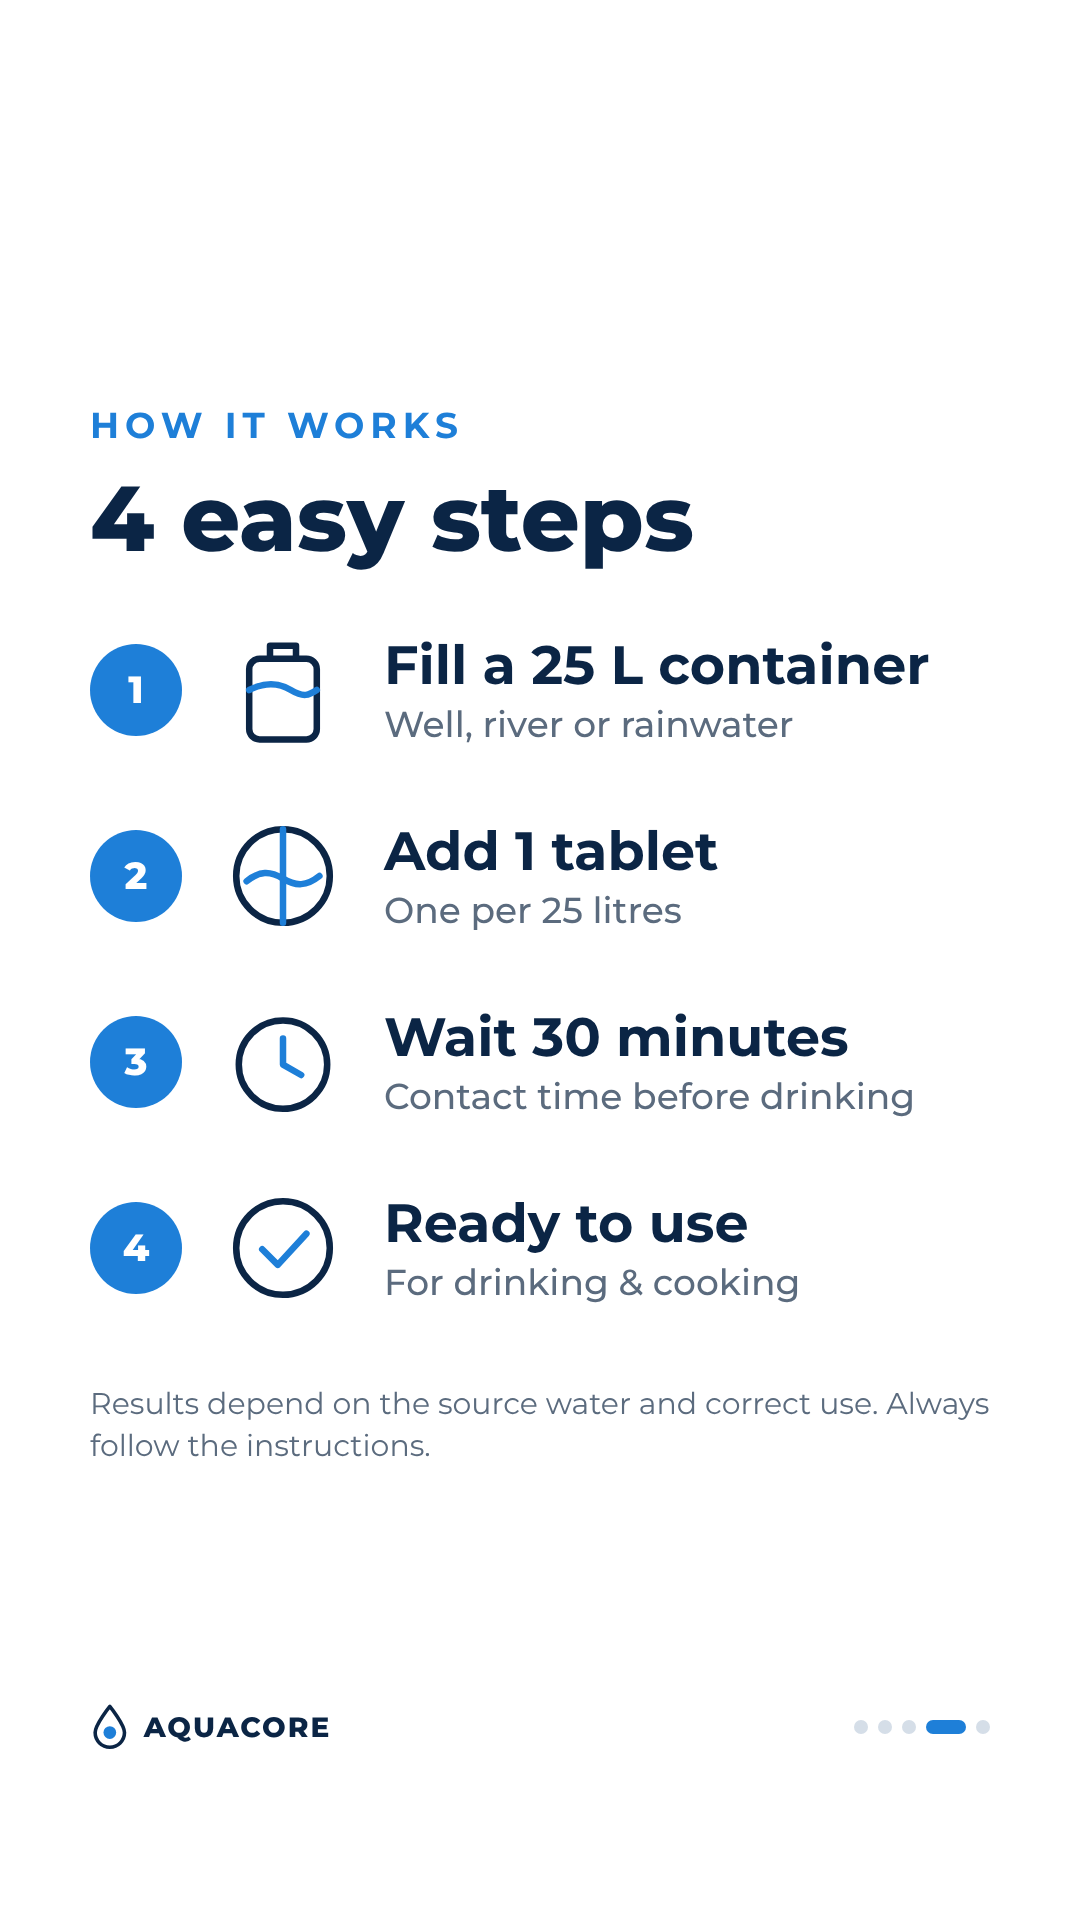 HOW IT WORKS
4 easy steps
1
Fill a 25 L container
Well, river or rainwater
2
Add 1 tablet
One per 25 litres
3
Wait 30 minutes
Contact time before drinking
4
Ready to use
For drinking & cooking
Results depend on the source water and correct use. Always
follow the instructions.
AQUACORE